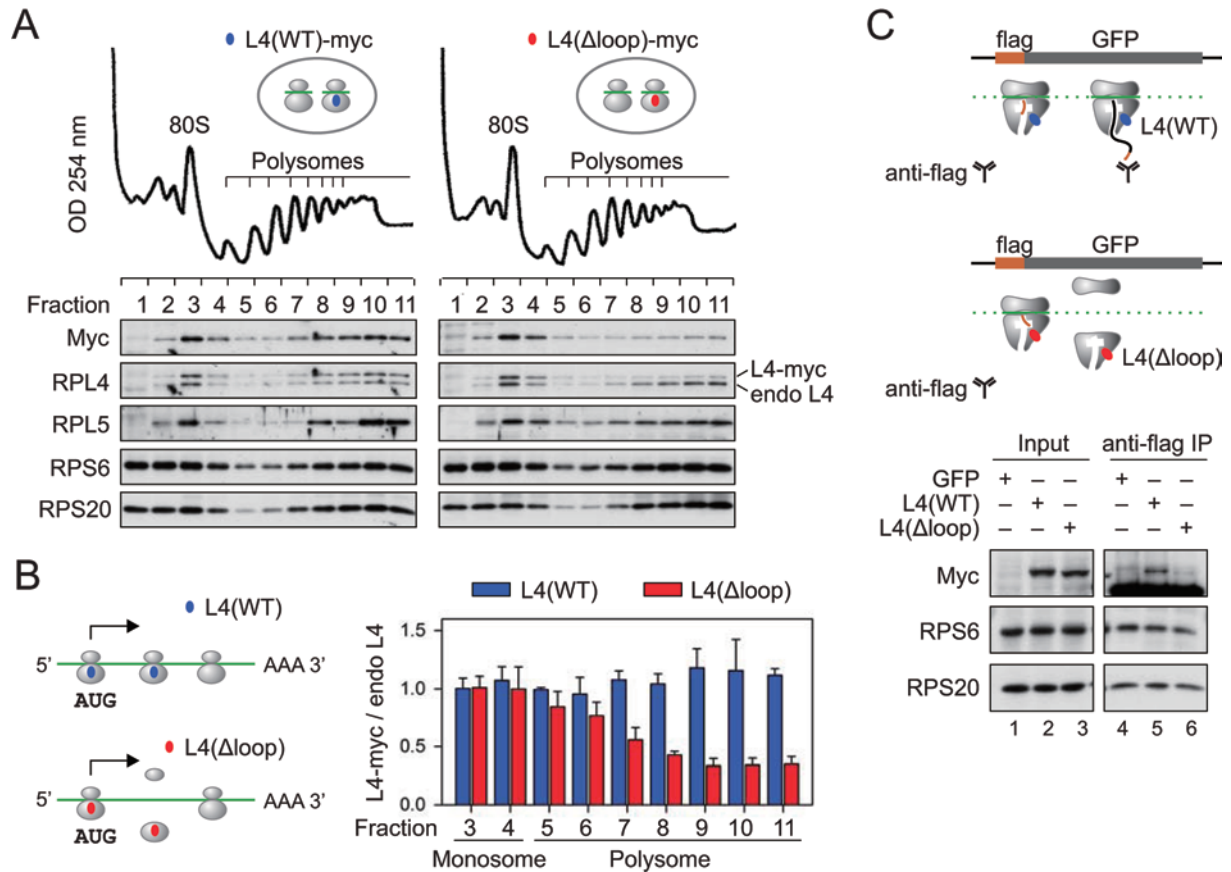 A
L4(WT)-myc
L4(Δloop)-myc
OD 254 nm
80S
Polysomes
80S
Polysomes
Fraction 1 2 3 4 5 6 7 8 9 10 11 1 2 3 4 5 6 7 8 9 10 11
Myc
RPL4
L4-myc
endo L4
RPL5
RPS6
RPS20
B
L4(WT)
5' AAA 3'
AUG
L4(Δloop)
5' AAA 3'
AUG
L4(WT) L4(Δloop)
L4-myc / endo L4
1.5
1.0
0.5
0.0
Fraction 3 4 5 6 7 8 9 10 11
Monosome Polysome
C
flag GFP
L4(WT)
anti-flag
flag GFP
L4(Δloop)
anti-flag
Input anti-flag IP
GFP + – – + – –
L4(WT) – + – – + –
L4(Δloop) – – + – – +
Myc
RPS6
RPS20
1 2 3 4 5 6